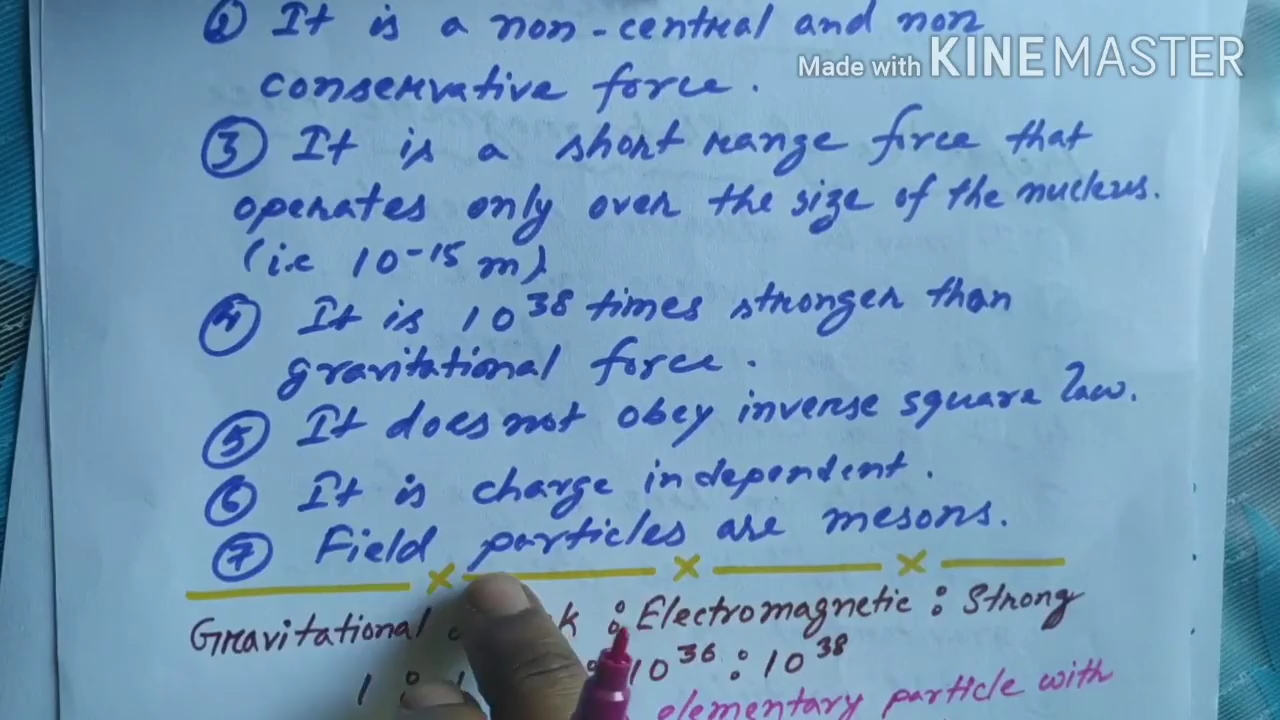 ② It is a non-central and non
Made with KINEMASTER
conservative force.
③ It is a short range force that
operates only over the size of the nucleus.
(i.e 10⁻¹⁵ m)
④ It is 10³⁸ times stronger than
gravitational force.
⑤ It does not obey inverse square law.
⑥ It is charge independent.
⑦ Field particles are mesons.
Gravitational : Electromagnetic : Strong
1 : : 10³⁶ : 10³⁸
elementary particle with